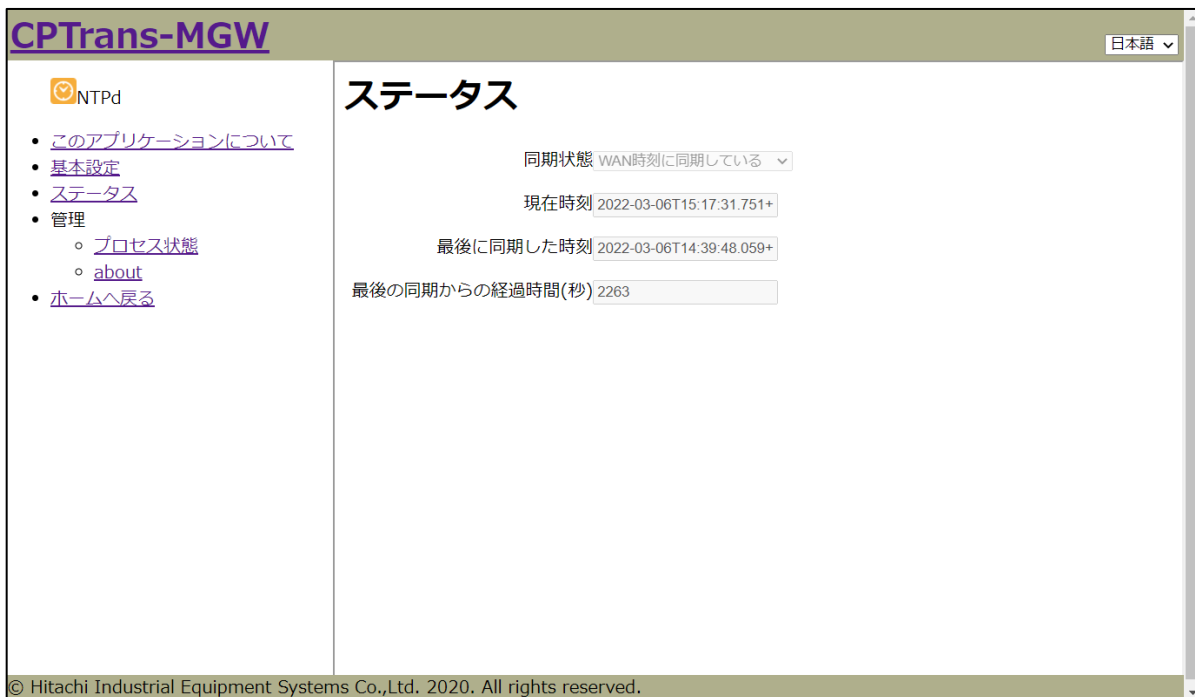 CPTrans-MGW
日本語
NTPd
このアプリケーションについて
基本設定
ステータス
管理
プロセス状態
about
ホームへ戻る
ステータス
同期状態 WAN時刻に同期している
現在時刻 2022-03-06T15:17:31.751+
最後に同期した時刻 2022-03-06T14:39:48.059+
最後の同期からの経過時間(秒) 2263
© Hitachi Industrial Equipment Systems Co.,Ltd. 2020. All rights reserved.